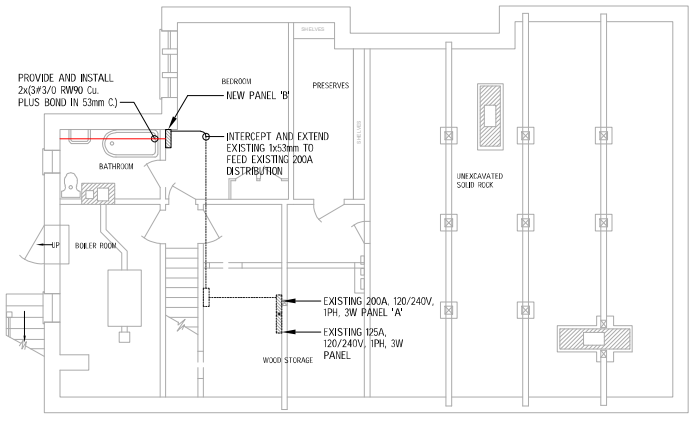 SHELVES
PROVIDE AND INSTALL
2x(3#3/0 RW90 Cu.
PLUS BOND IN 53mm C.)
BEDROOM
PRESERVES
NEW PANEL 'B'
SHELVES
INTERCEPT AND EXTEND
EXISTING 1x53mm TO
FEED EXISTING 200A
DISTRIBUTION
BATHROOM
UNEXCAVATED
SOLID ROCK
UP
BOILER ROOM
EXISTING 200A, 120/240V,
1PH, 3W PANEL 'A'
EXISTING 125A,
120/240V, 1PH, 3W
PANEL
WOOD STORAGE